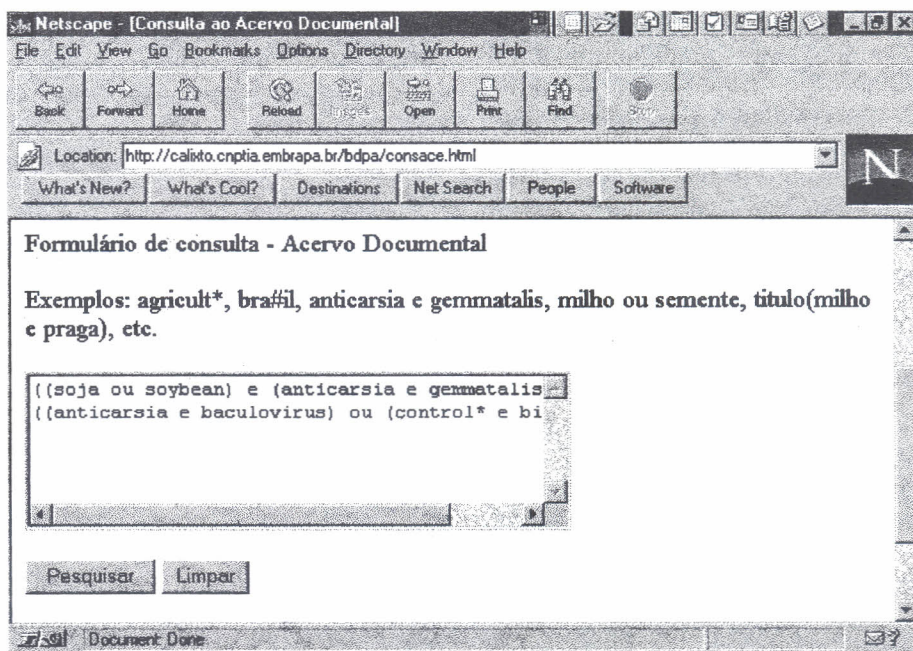 Netscape - [Consulta ao Acervo Documental]
File Edit View Go Bookmarks Options Directory Window Help
Back Forward Home Reload Images Open Print Find Stop
Location: http://calixto.cnptia.embrapa.br/bdpa/consace.html
N
What's New? What's Cool? Destinations Net Search People Software
Formulário de consulta - Acervo Documental
Exemplos: agricult*, bra#il, anticarsia e gemmatalis, milho ou semente, titulo(milho
e praga), etc.
((soja ou soybean) e (anticarsia e gemmatalis
((anticarsia e baculovirus) ou (control* e bi
Pesquisar Limpar
Document: Done